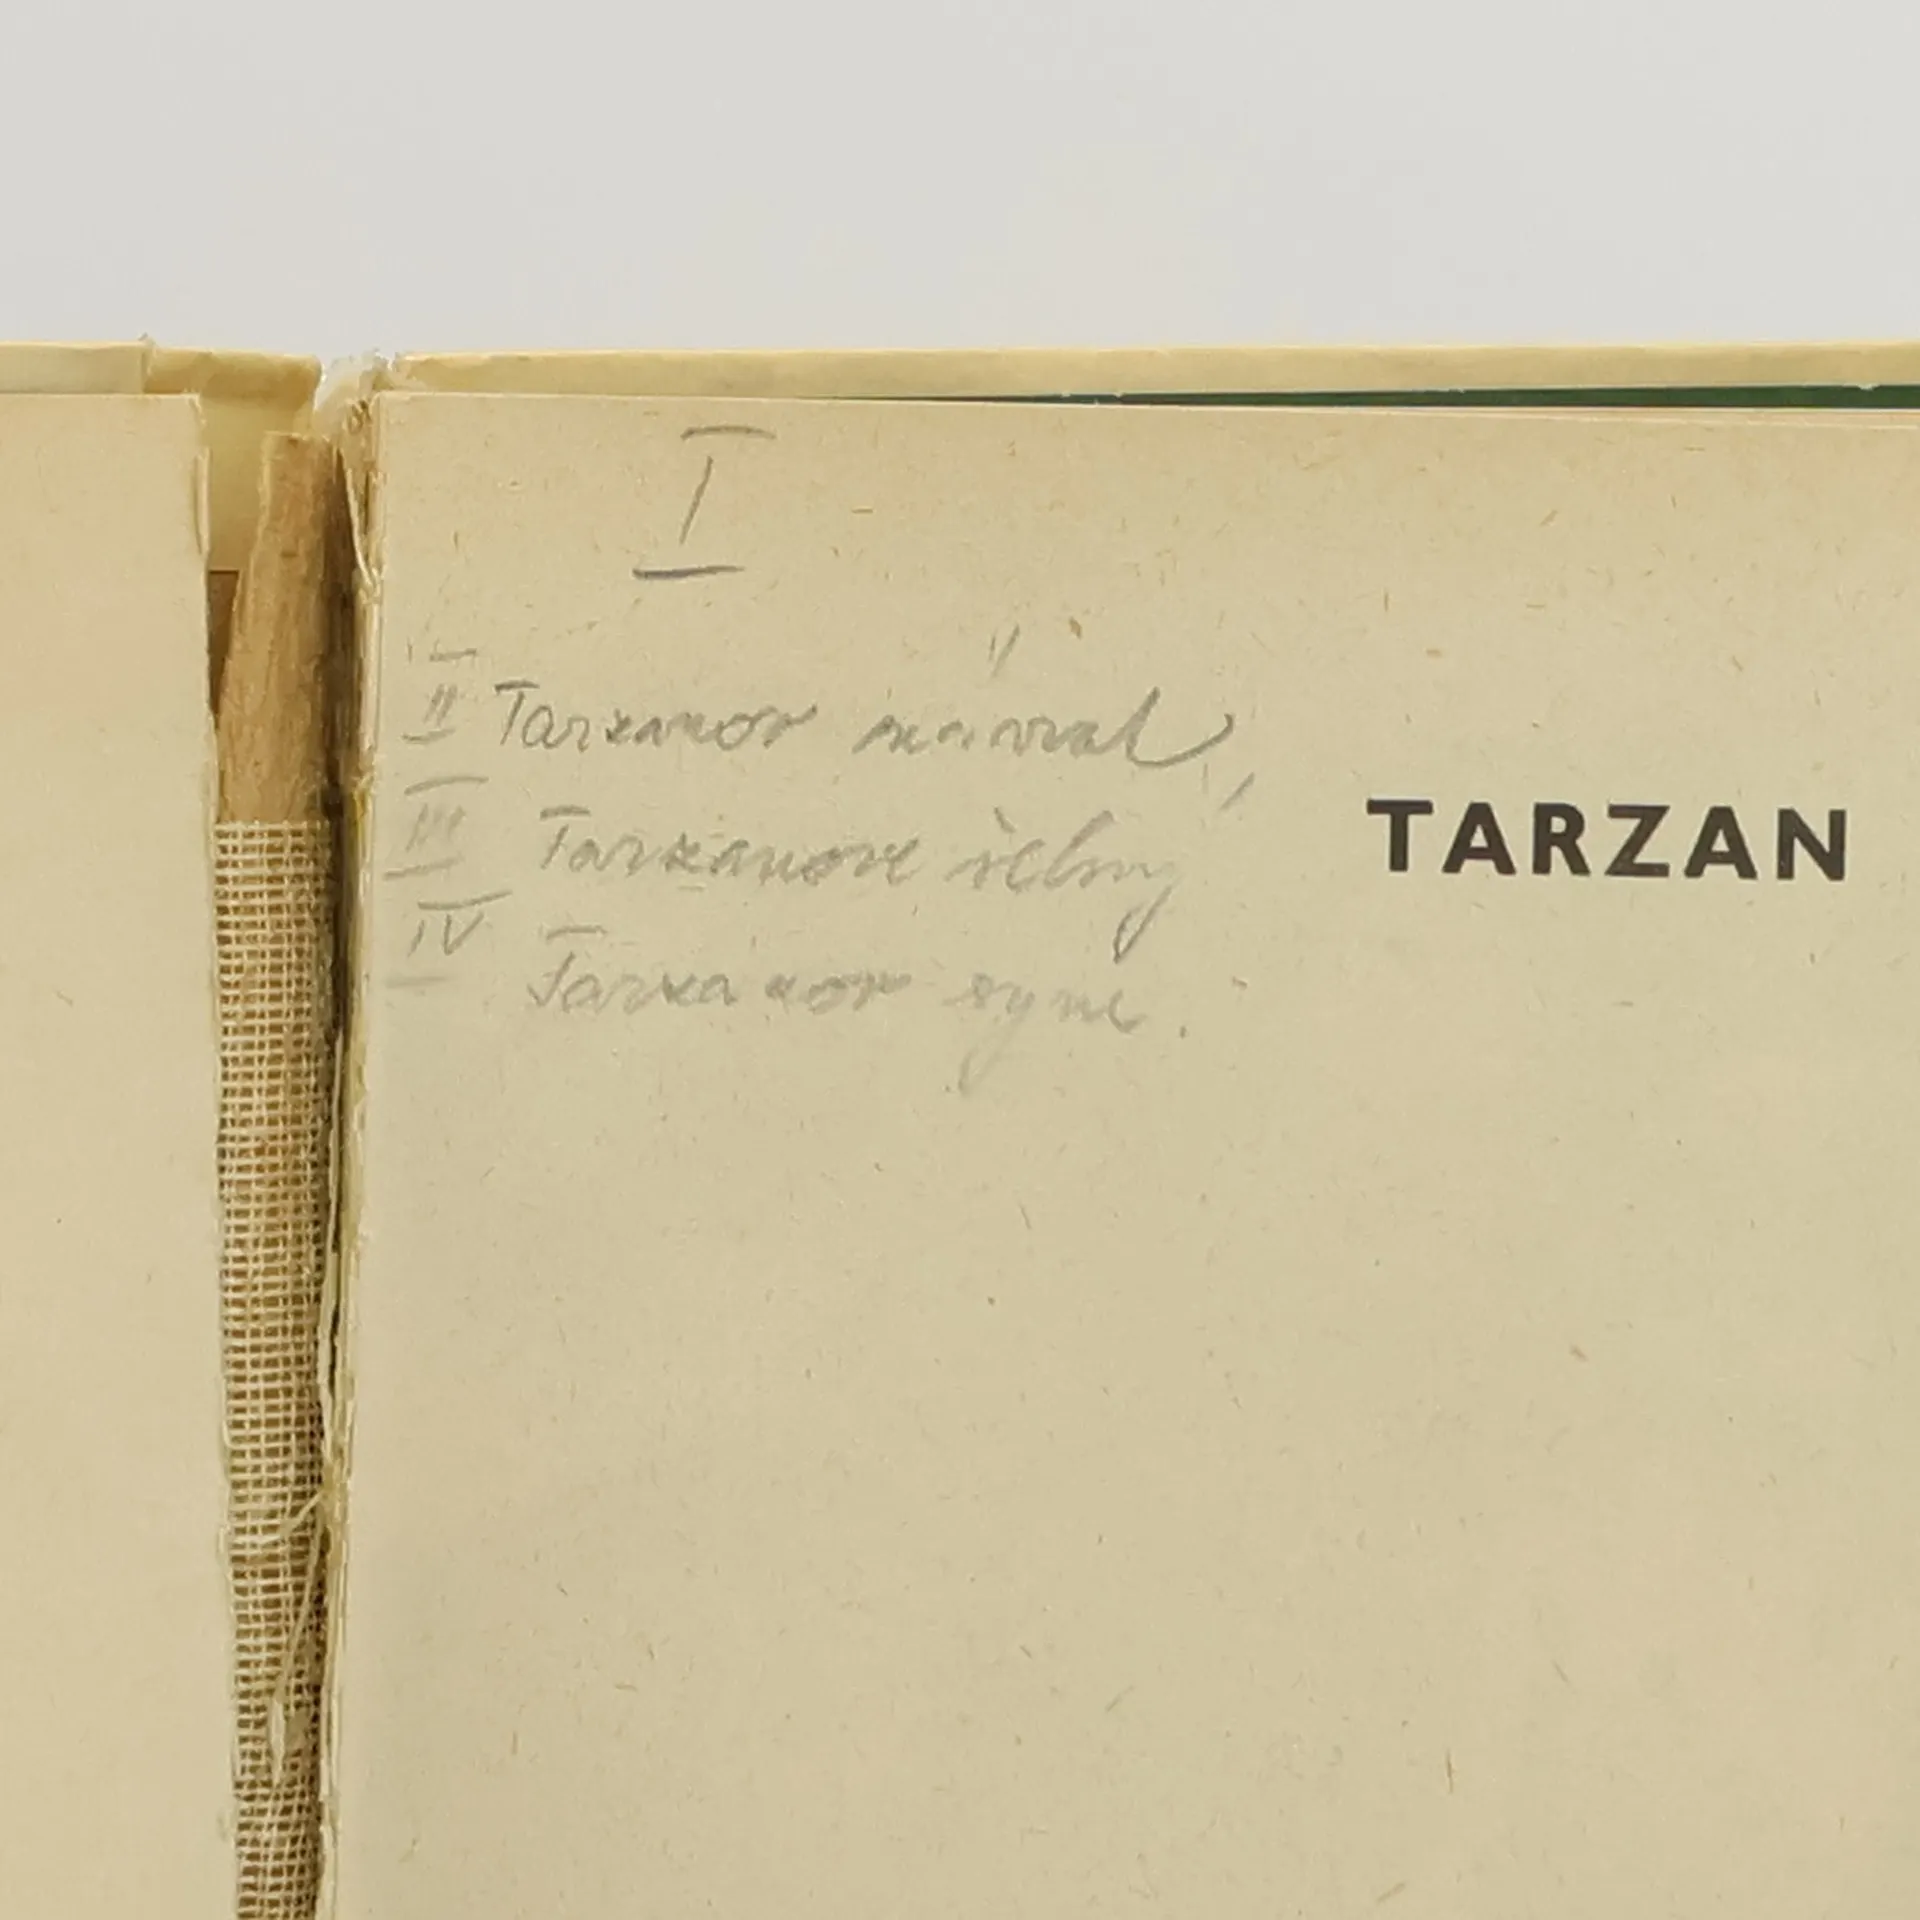 I
II Tarzanov návrat,
III Tarzanove šelmy
IV Tarzanov syn.
TARZAN